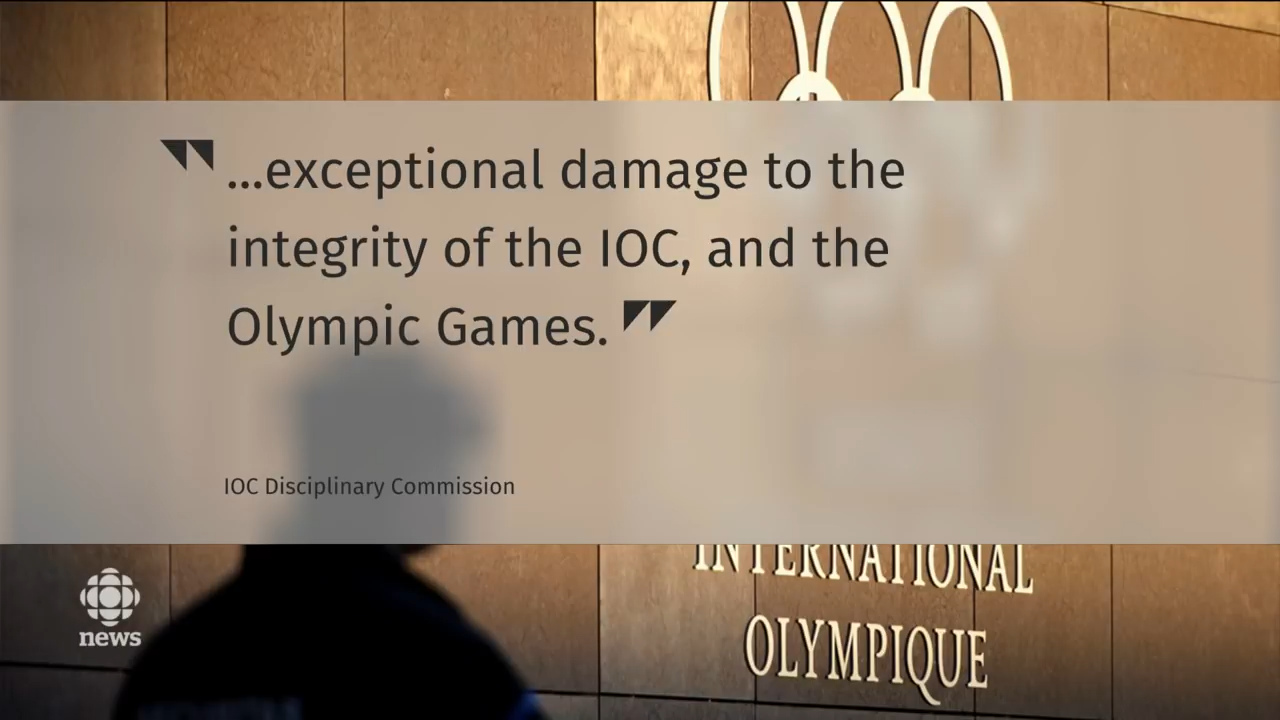 ...exceptional damage to the
integrity of the IOC, and the
Olympic Games.
IOC Disciplinary Commission
INTERNATIONAL
OLYMPIQUE
news